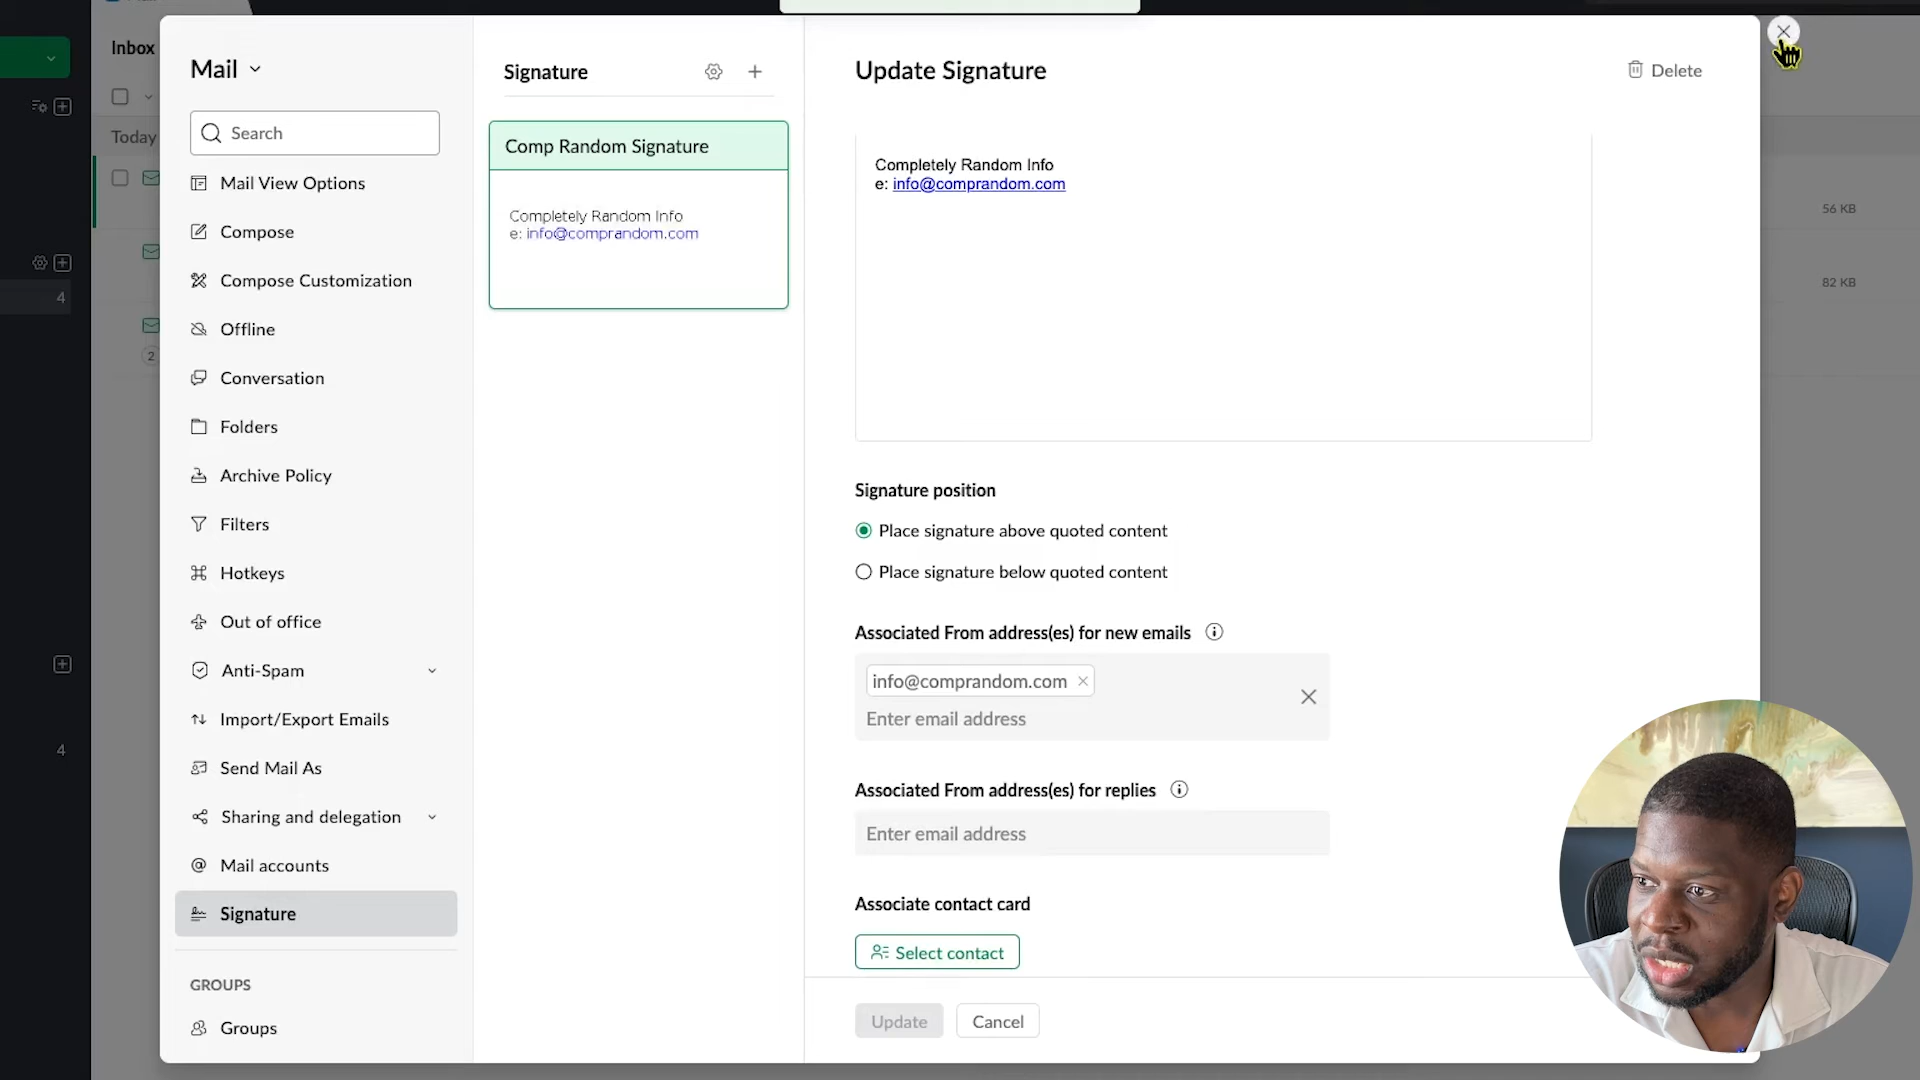 Inbox
Today
4
2
4
Mail
Search
Mail View Options
Compose
Compose Customization
Offline
Conversation
Folders
Archive Policy
Filters
Hotkeys
Out of office
Anti-Spam
Import/Export Emails
Send Mail As
Sharing and delegation
Mail accounts
Signature
GROUPS
Groups
Signature
Comp Random Signature
Completely Random Info
e: info@comprandom.com
Update Signature
Delete
Completely Random Info
e: info@comprandom.com
Signature position
Place signature above quoted content
Place signature below quoted content
Associated From address(es) for new emails
info@comprandom.com
Enter email address
Associated From address(es) for replies
Enter email address
Associate contact card
Select contact
Update
Cancel
56 KB
82 KB